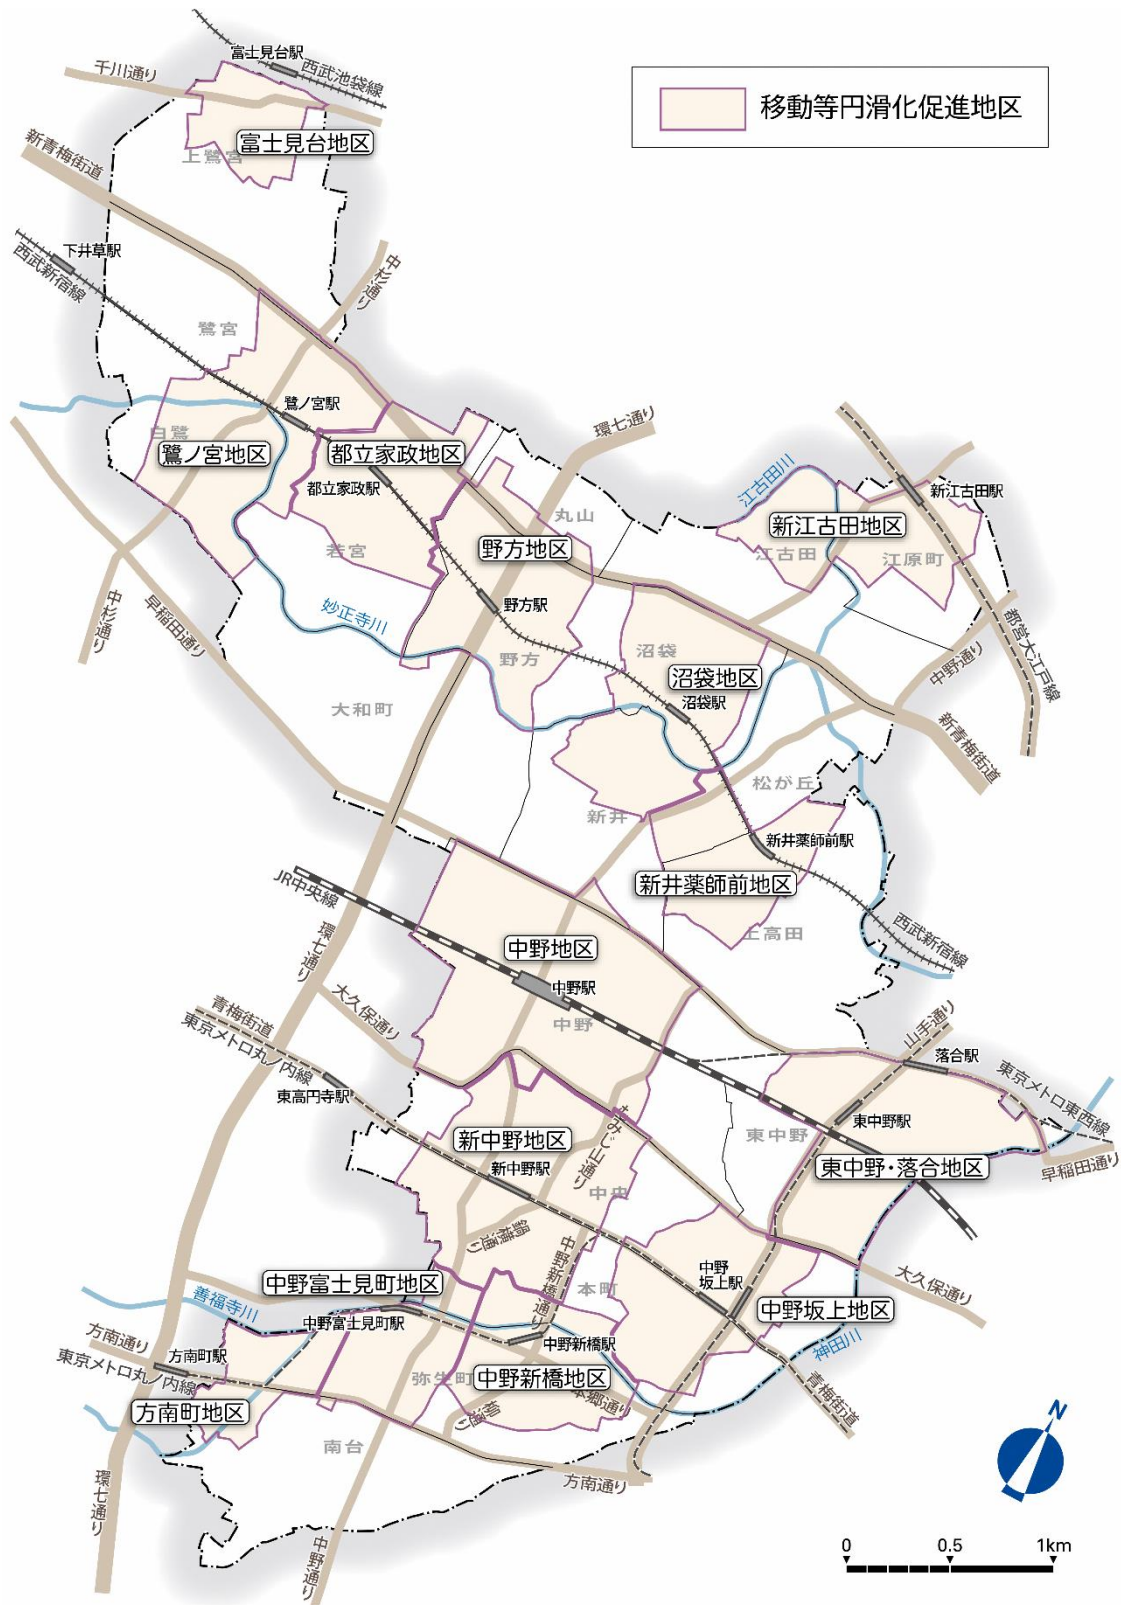 富士見台駅
西武池袋線
千川通り
移動等円滑化促進地区
富士見台地区
上鷺宮
新青梅街道
下井草駅
西武新宿線
中杉通り
鷺宮
鷺ノ宮駅
白鷺
鷺ノ宮地区
都立家政地区
都立家政駅
環七通り
丸山
江古田川
新江古田駅
新江古田地区
江古田
江原町
野方地区
若宮
野方駅
妙正寺川
中杉通り
早稲田通り
野方
沼袋
沼袋地区
沼袋駅
中野通り
都営大江戸線
新青梅街道
大和町
松が丘
新井
新井薬師前駅
新井薬師前地区
上高田
西武新宿線
JR中央線
環七通り
中野地区
中野駅
中野
大久保通り
青梅街道
東京メトロ丸ノ内線
東高円寺駅
山手通り
落合駅
東京メトロ東西線
東中野駅
東中野
東中野・落合地区
早稲田通り
新中野地区
新中野駅
もみじ山通り
中央
鍋横通り
中野新橋通り
本町
中野坂上駅
中野坂上地区
大久保通り
神田川
青梅街道
中野富士見町地区
中野富士見町駅
善福寺川
方南通り
方南町駅
東京メトロ丸ノ内線
方南町地区
中野新橋駅
中野新橋地区
弥生町
本郷通り
南台
方南通り
環七通り
中野通り
N
0 0.5 1km